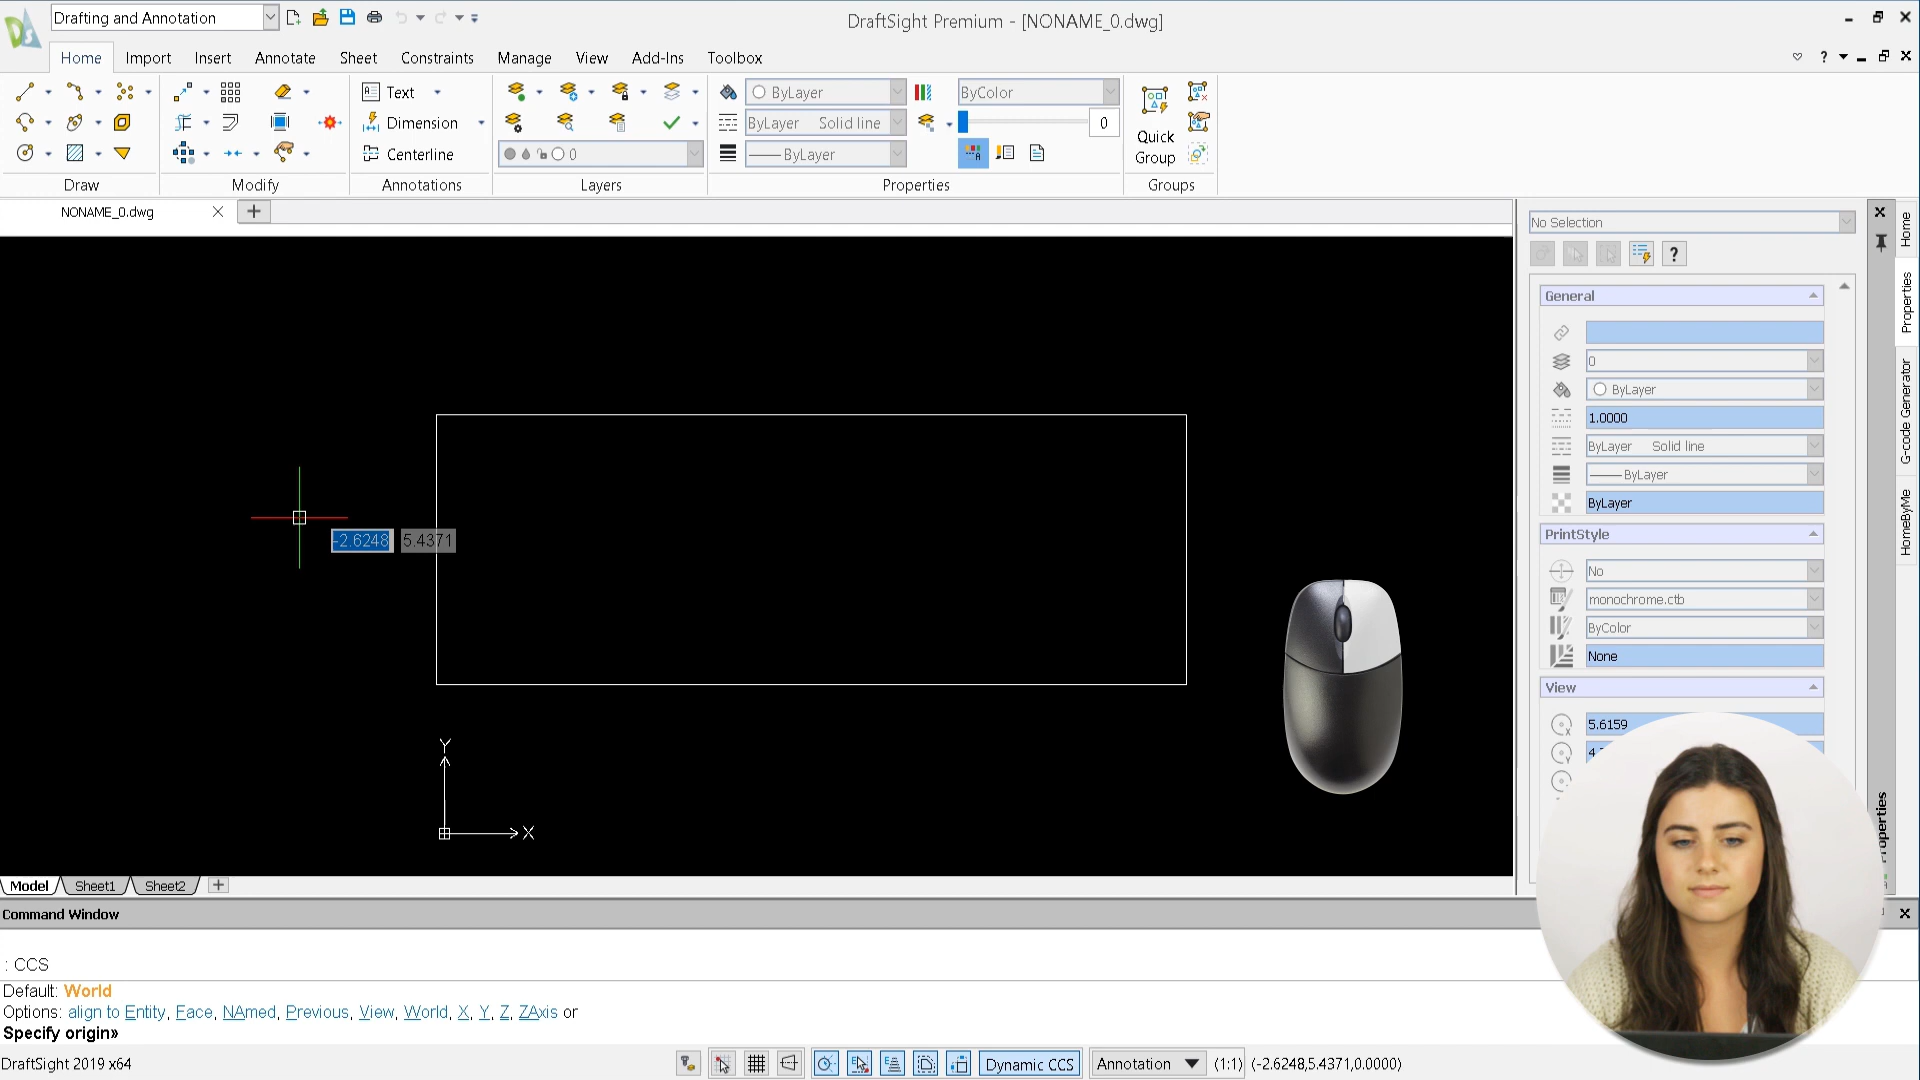 Drafting and Annotation
DraftSight Premium - [NONAME_0.dwg]
Home Import Insert Annotate Sheet Constraints Manage View Add-Ins Toolbox
Text
Dimension
Centerline
0
ByLayer
ByLayer Solid line
ByLayer
ByColor
0
Quick
Group
Draw Modify Annotations Layers Properties Groups
NONAME_0.dwg
-2.6248 5.4371
Y
X
No Selection
?
General
0
ByLayer
1.0000
ByLayer Solid line
ByLayer
ByLayer
PrintStyle
No
monochrome.ctb
ByColor
None
View
5.6159
Home
Properties
G-code Generator
HomeByMe
Model Sheet1 Sheet2
Command Window
: CCS
Default: World
Options: align to Entity, Face, NAmed, Previous, View, World, X, Y, Z, ZAxis or
Specify origin»
DraftSight 2019 x64
Dynamic CCS
Annotation
(1:1)
(-2.6248,5.4371,0.0000)